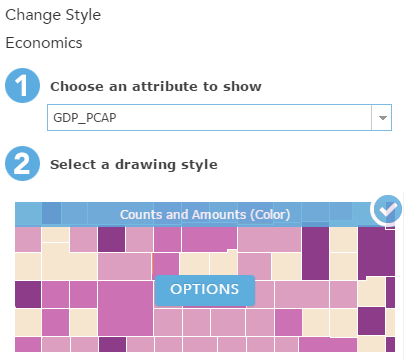 Change Style
Economics
1 Choose an attribute to show
GDP_PCAP
2 Select a drawing style
Counts and Amounts (Color)
OPTIONS